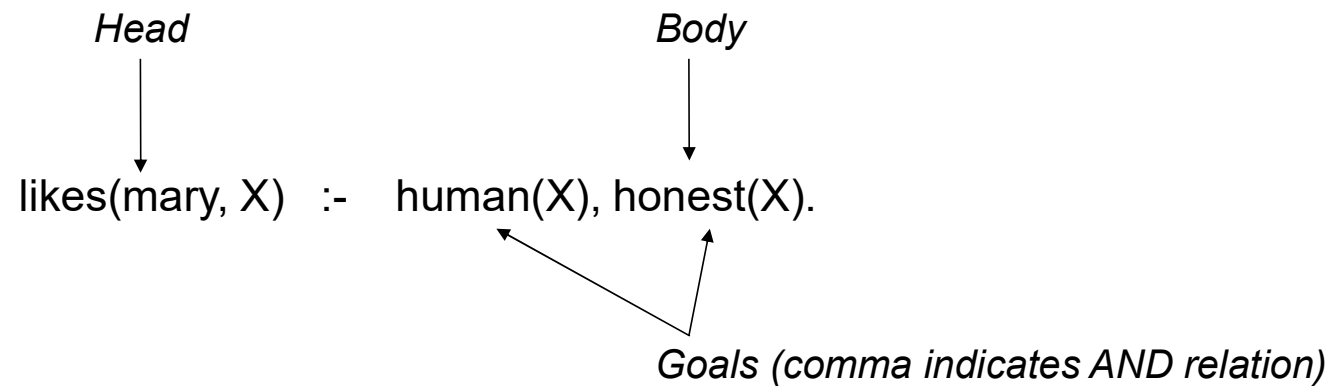 Head Body
likes(mary, X) :- human(X), honest(X).
Goals (comma indicates AND relation)